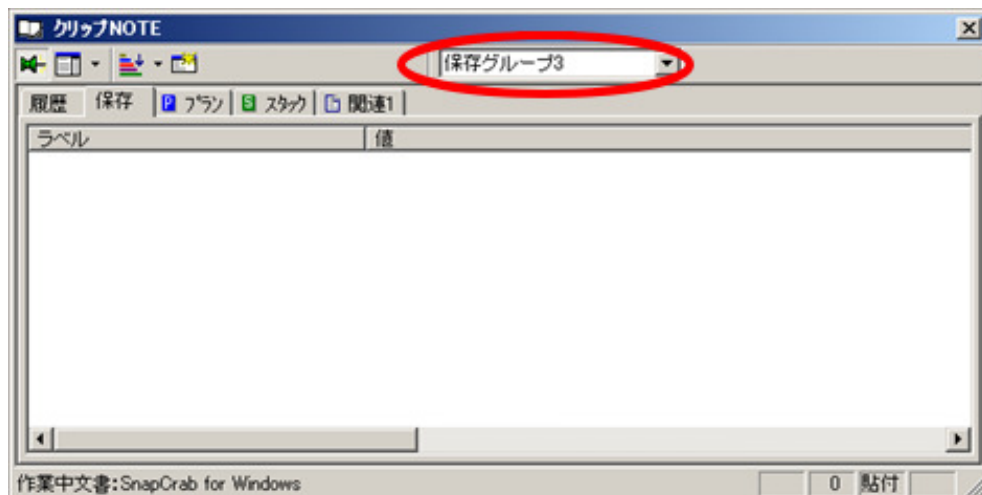 クリップNOTE
保存グループ3
履歴 保存 P プラン S スタック 関連1
ラベル 値
作業中文書:SnapCrab for Windows 0 貼付